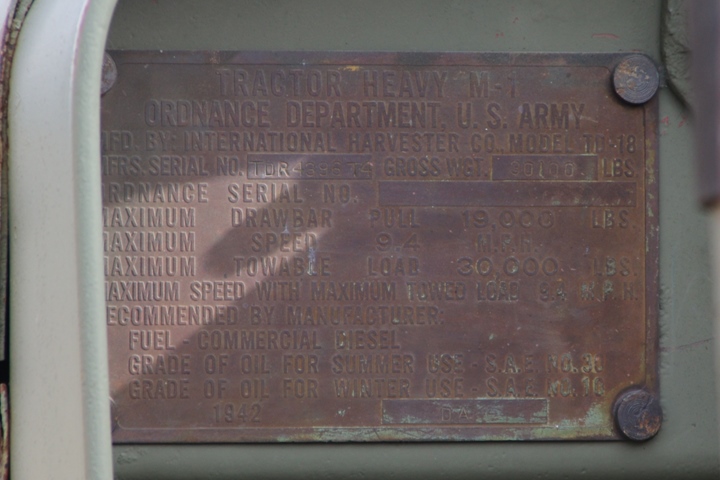 TRACTOR HEAVY M-1
ORDNANCE DEPARTMENT, U. S. ARMY
MFD. BY: INTERNATIONAL HARVESTER CO. MODEL TD-18
MFRS. SERIAL NO. GROSS WGT. LBS.
ORDNANCE SERIAL NO.
MAXIMUM DRAWBAR PULL 19,000 LBS.
MAXIMUM SPEED 9.4 M.P.H.
MAXIMUM TOWABLE LOAD 30,000 LBS.
MAXIMUM SPEED WITH MAXIMUM TOWED LOAD M.P.H.
RECOMMENDED BY MANUFACTURER:
FUEL COMMERCIAL DIESEL
GRADE OF OIL FOR SUMMER USE - S.A.E. NO.
GRADE OF OIL FOR WINTER USE - S.A.E. NO. 10
1942